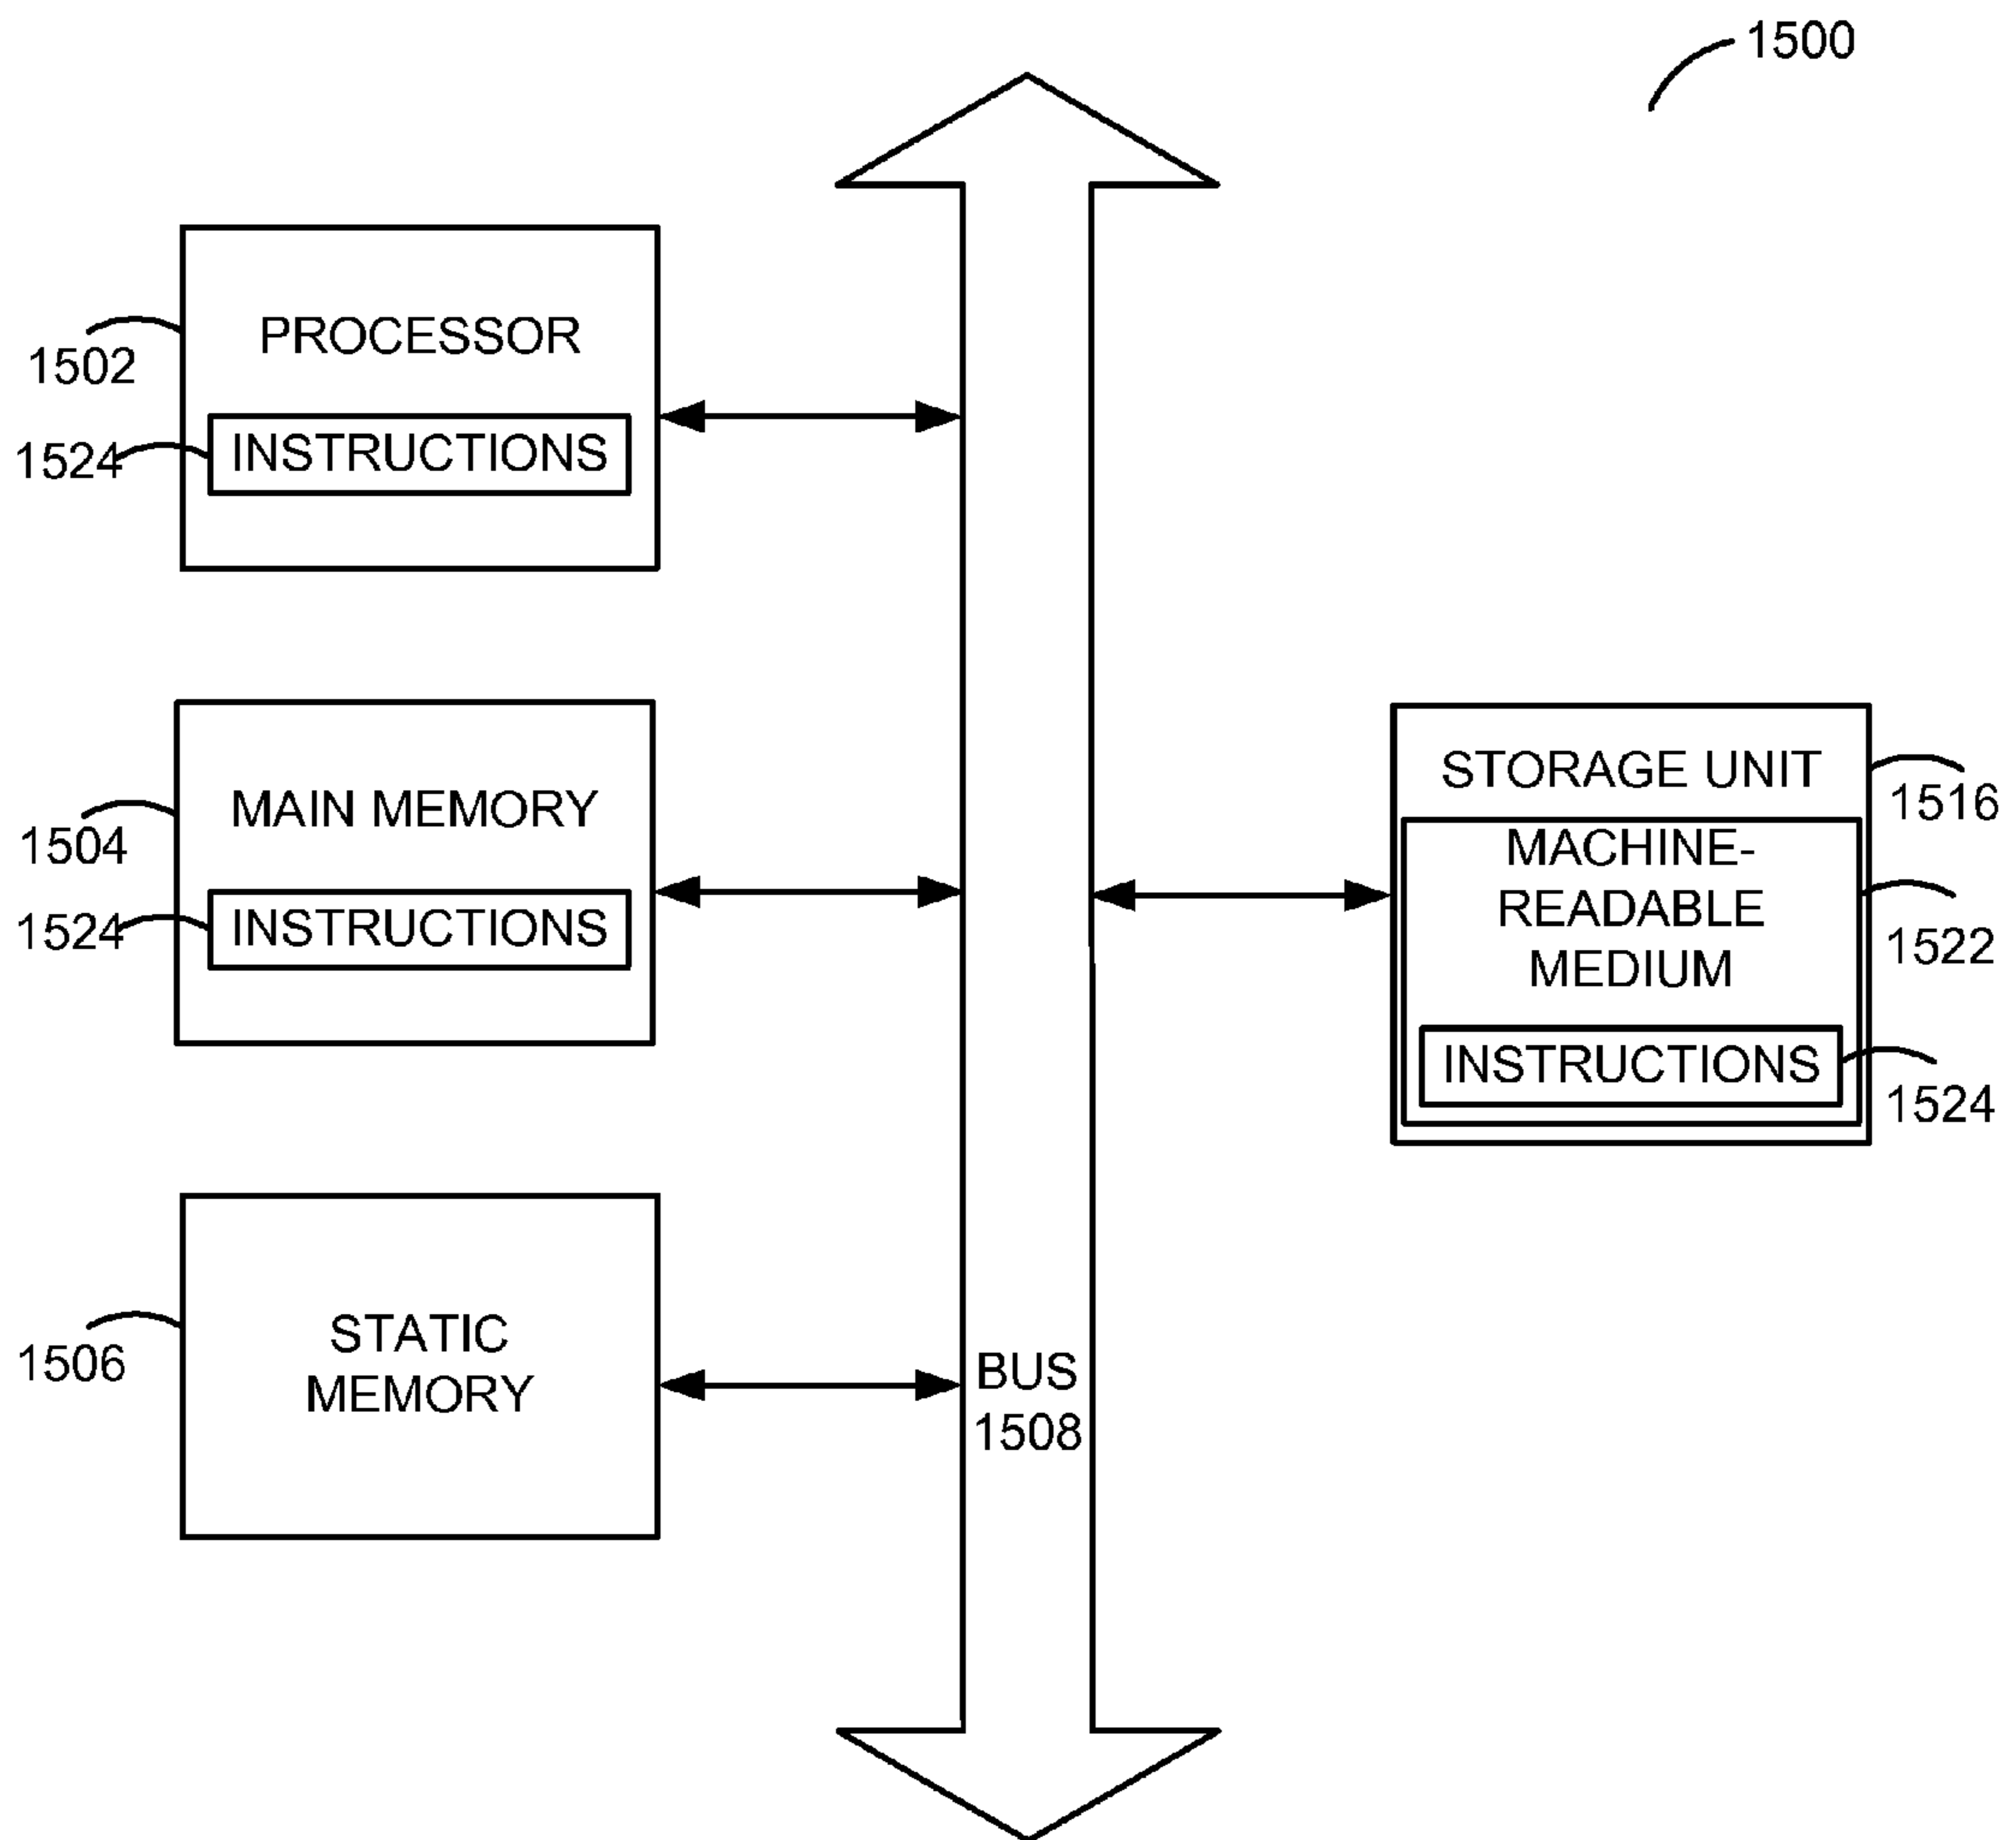 1500
PROCESSOR
1502
1524
INSTRUCTIONS
MAIN MEMORY
1504
1524
INSTRUCTIONS
STORAGE UNIT
1516
MACHINE-
READABLE
MEDIUM
1522
INSTRUCTIONS
1524
STATIC
MEMORY
1506
BUS
1508